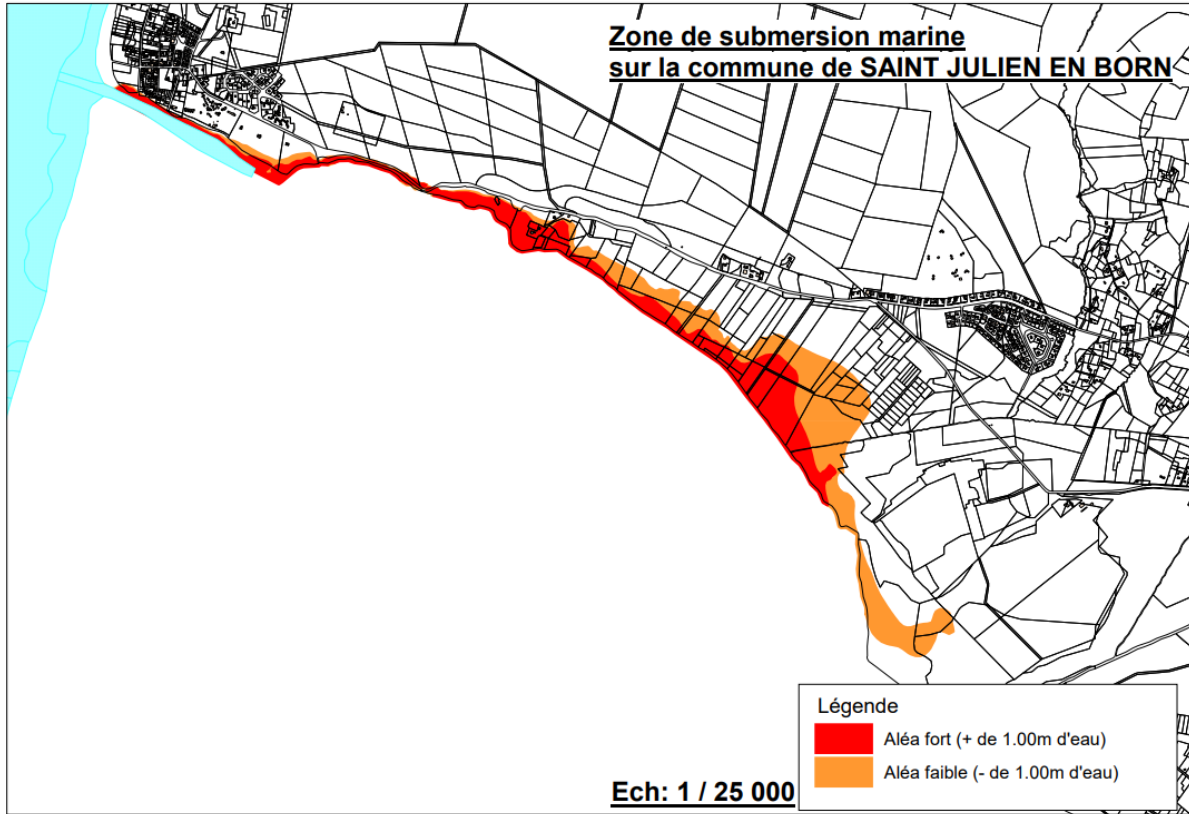 Zone de submersion marine
sur la commune de SAINT JULIEN EN BORN
Légende
Aléa fort (+ de 1.00m d'eau)
Aléa faible (- de 1.00m d'eau)
Ech: 1 / 25 000